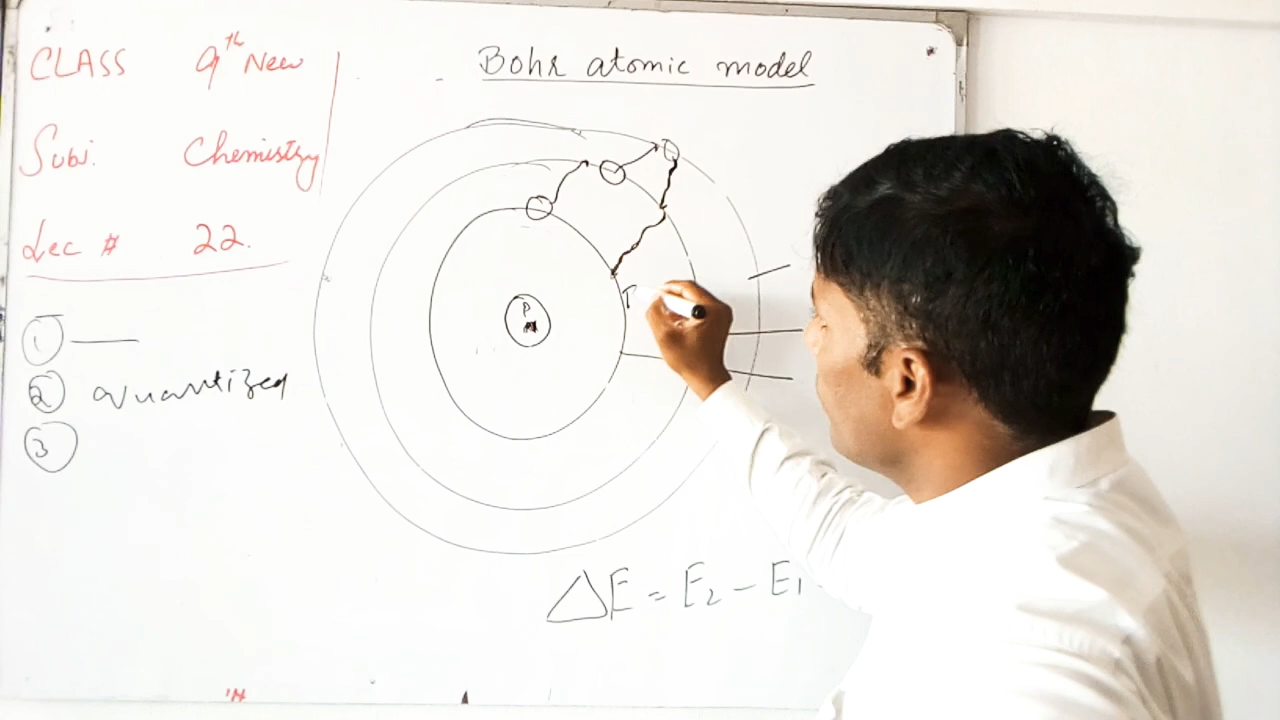 CLASS 9th New
Bohr atomic model
Subj. Chemistry
Lec # 22.
1
2 quantized
3
P
ΔE = E2 - E1